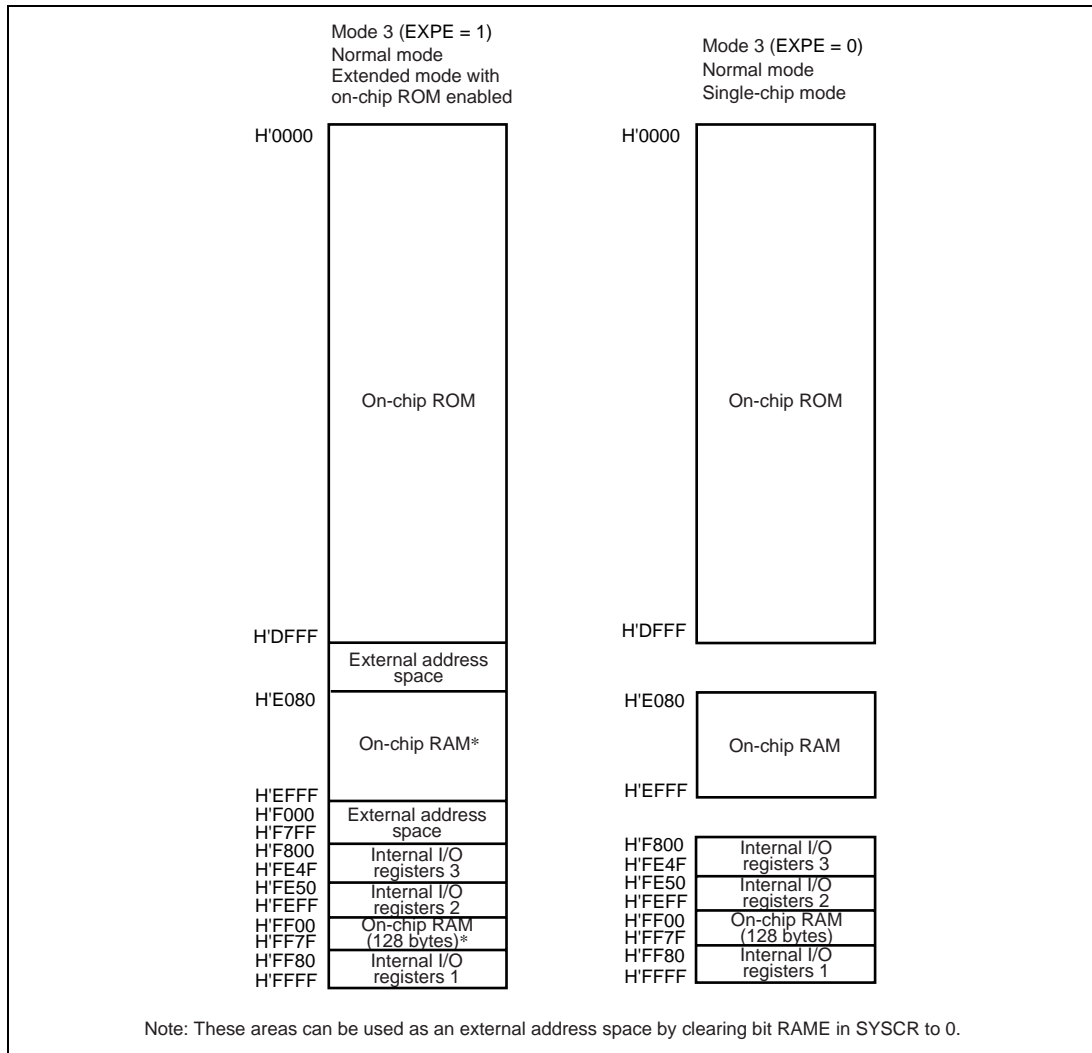 Mode 3 (EXPE = 1)
Normal mode
Extended mode with
on-chip ROM enabled
H'0000
On-chip ROM
H'DFFF
External address
space
H'E080
On-chip RAM*
H'EFFF
H'F000
External address
space
H'F7FF
H'F800
Internal I/O
registers 3
H'FE4F
H'FE50
Internal I/O
registers 2
H'FEFF
H'FF00
On-chip RAM
(128 bytes)*
H'FF7F
H'FF80
Internal I/O
registers 1
H'FFFF
Mode 3 (EXPE = 0)
Normal mode
Single-chip mode
H'0000
On-chip ROM
H'DFFF
H'E080
On-chip RAM
H'EFFF
H'F800
Internal I/O
registers 3
H'FE4F
H'FE50
Internal I/O
registers 2
H'FEFF
H'FF00
On-chip RAM
(128 bytes)
H'FF7F
H'FF80
Internal I/O
registers 1
H'FFFF
Note: These areas can be used as an external address space by clearing bit RAME in SYSCR to 0.